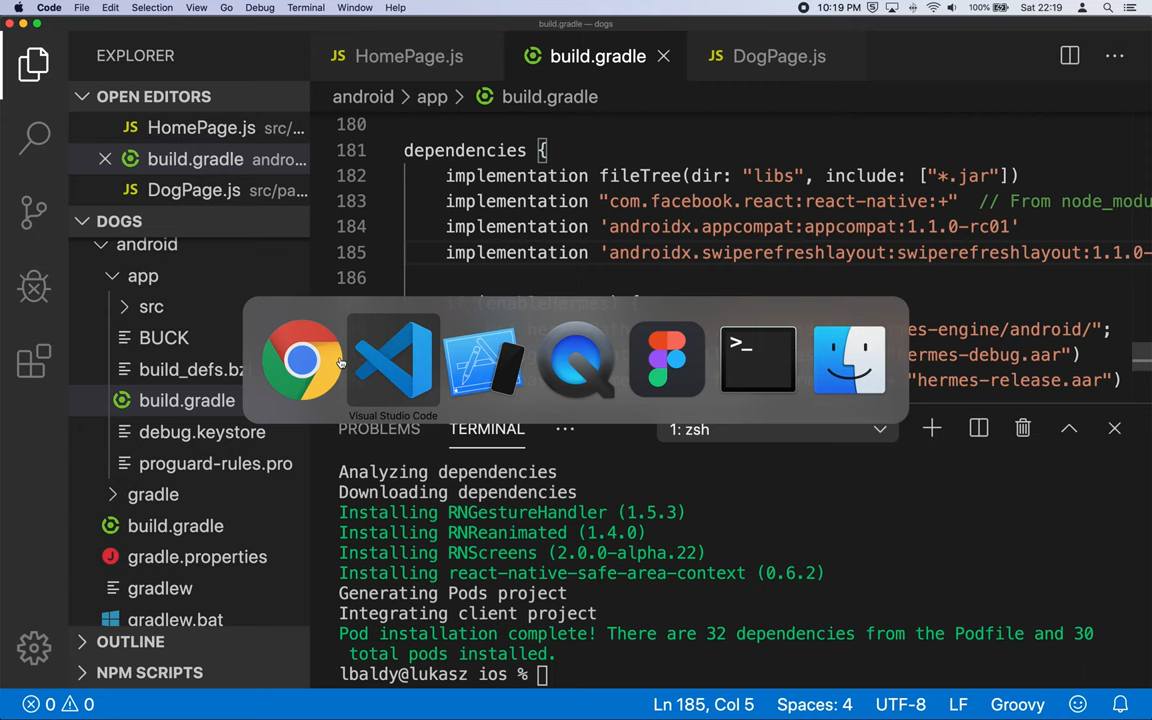 Code File Edit Selection View Go Debug Terminal Window Help 10:19 PM 100% Sat 22:19
build.gradle — dogs
EXPLORER
JS HomePage.js
build.gradle
JS DogPage.js
OPEN EDITORS
JS HomePage.js src/...
build.gradle andro...
JS DogPage.js src/pa...
DOGS
android
app
src
BUCK
build_defs.bz
build.gradle
debug.keystore
proguard-rules.pro
gradle
build.gradle
gradle.properties
gradlew
gradlew.bat
OUTLINE
NPM SCRIPTS
android > app > build.gradle
180
181 dependencies {
182 implementation fileTree(dir: "libs", include: ["*.jar"])
183 implementation "com.facebook.react:react-native:+" // From node_modu
184 implementation 'androidx.appcompat:appcompat:1.1.0-rc01'
185 implementation 'androidx.swiperefreshlayout:swiperefreshlayout:1.1.0-
186
if (enableHermes) {
es-engine/android/";
es-debug.aar")
"hermes-release.aar")
Visual Studio Code
PROBLEMS TERMINAL ... 1: zsh
Analyzing dependencies
Downloading dependencies
Installing RNGestureHandler (1.5.3)
Installing RNReanimated (1.4.0)
Installing RNScreens (2.0.0-alpha.22)
Installing react-native-safe-area-context (0.6.2)
Generating Pods project
Integrating client project
Pod installation complete! There are 32 dependencies from the Podfile and 30
total pods installed.
lbaldy@lukasz ios %
0 0 Ln 185, Col 5 Spaces: 4 UTF-8 LF Groovy